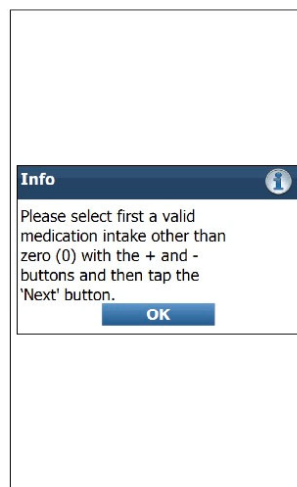 Info
Please select first a valid
medication intake other than
zero (0) with the + and -
buttons and then tap the
'Next' button.
OK